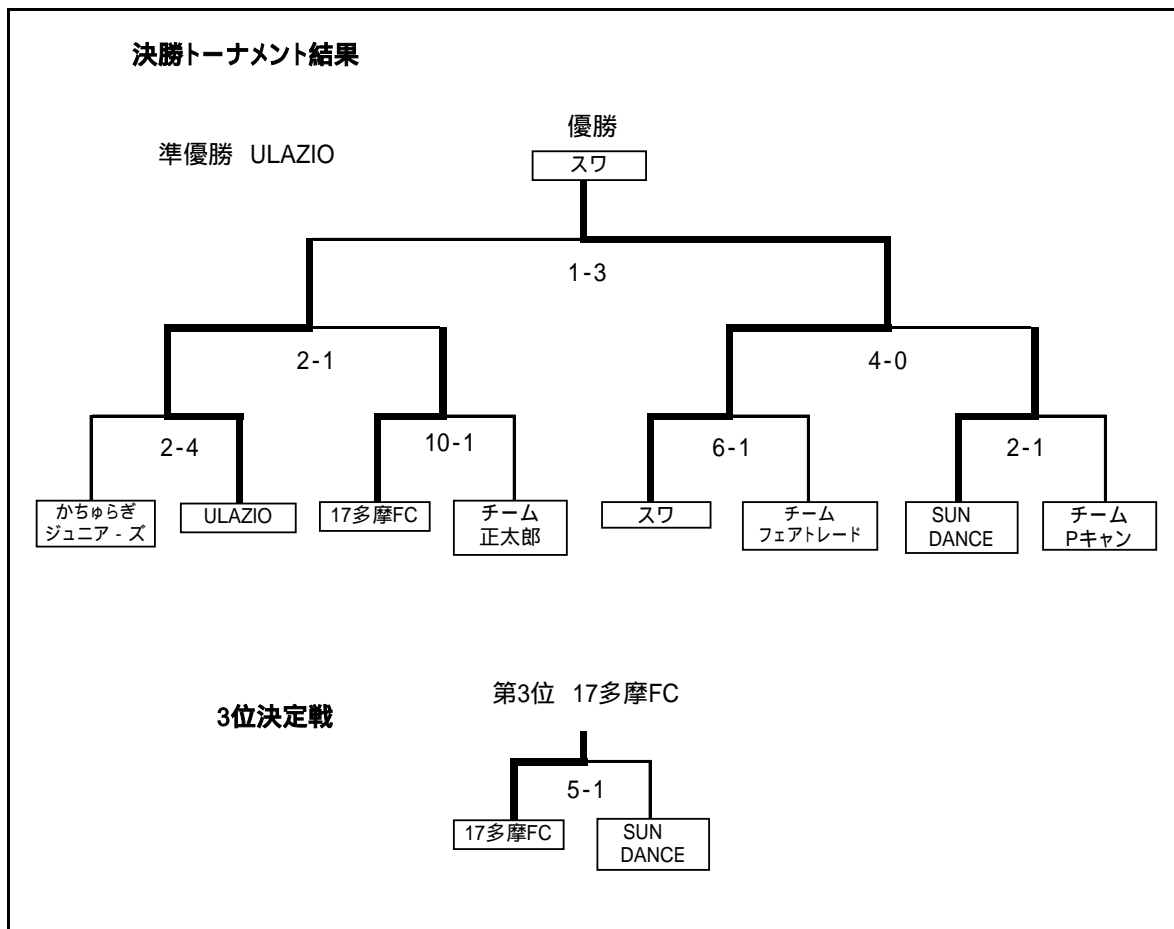 決勝トーナメント結果
優勝
準優勝 ULAZIO
スワ
1-3
2-1
4-0
2-4
10-1
6-1
2-1
かちゅらぎ
ジュニア - ズ
ULAZIO
17多摩FC
チーム
正太郎
スワ
チーム
フェアトレード
SUN
DANCE
チーム
Pキャン
第3位 17多摩FC
3位決定戦
5-1
17多摩FC
SUN
DANCE